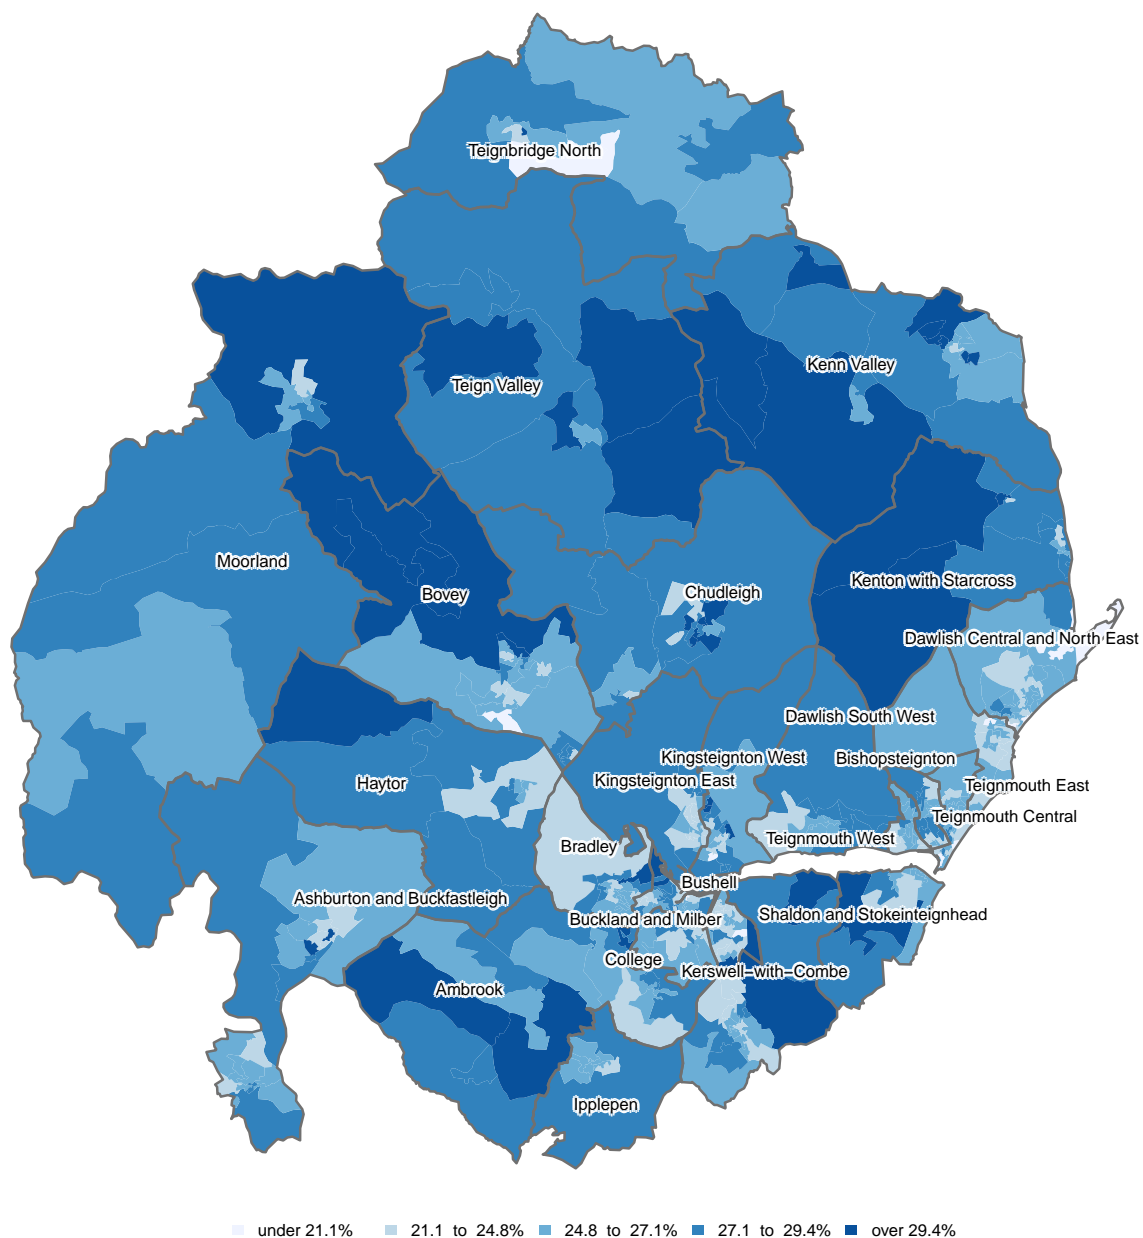 Teignbridge North
Kenn Valley
Teign Valley
Moorland
Kenton with Starcross
Chudleigh
Bovey
Dawlish Central and North East
Dawlish South West
Kingsteignton West
Bishopsteignton
Kingsteignton East
Haytor
Teignmouth East
Teignmouth Central
Teignmouth West
Bradley
Bushell
Ashburton and Buckfastleigh
Shaldon and Stokeinteignhead
Buckland and Milber
College
Kerswell−with−Combe
Ambrook
Ipplepen
under 21.1% 21.1 to 24.8% 24.8 to 27.1% 27.1 to 29.4% over 29.4%